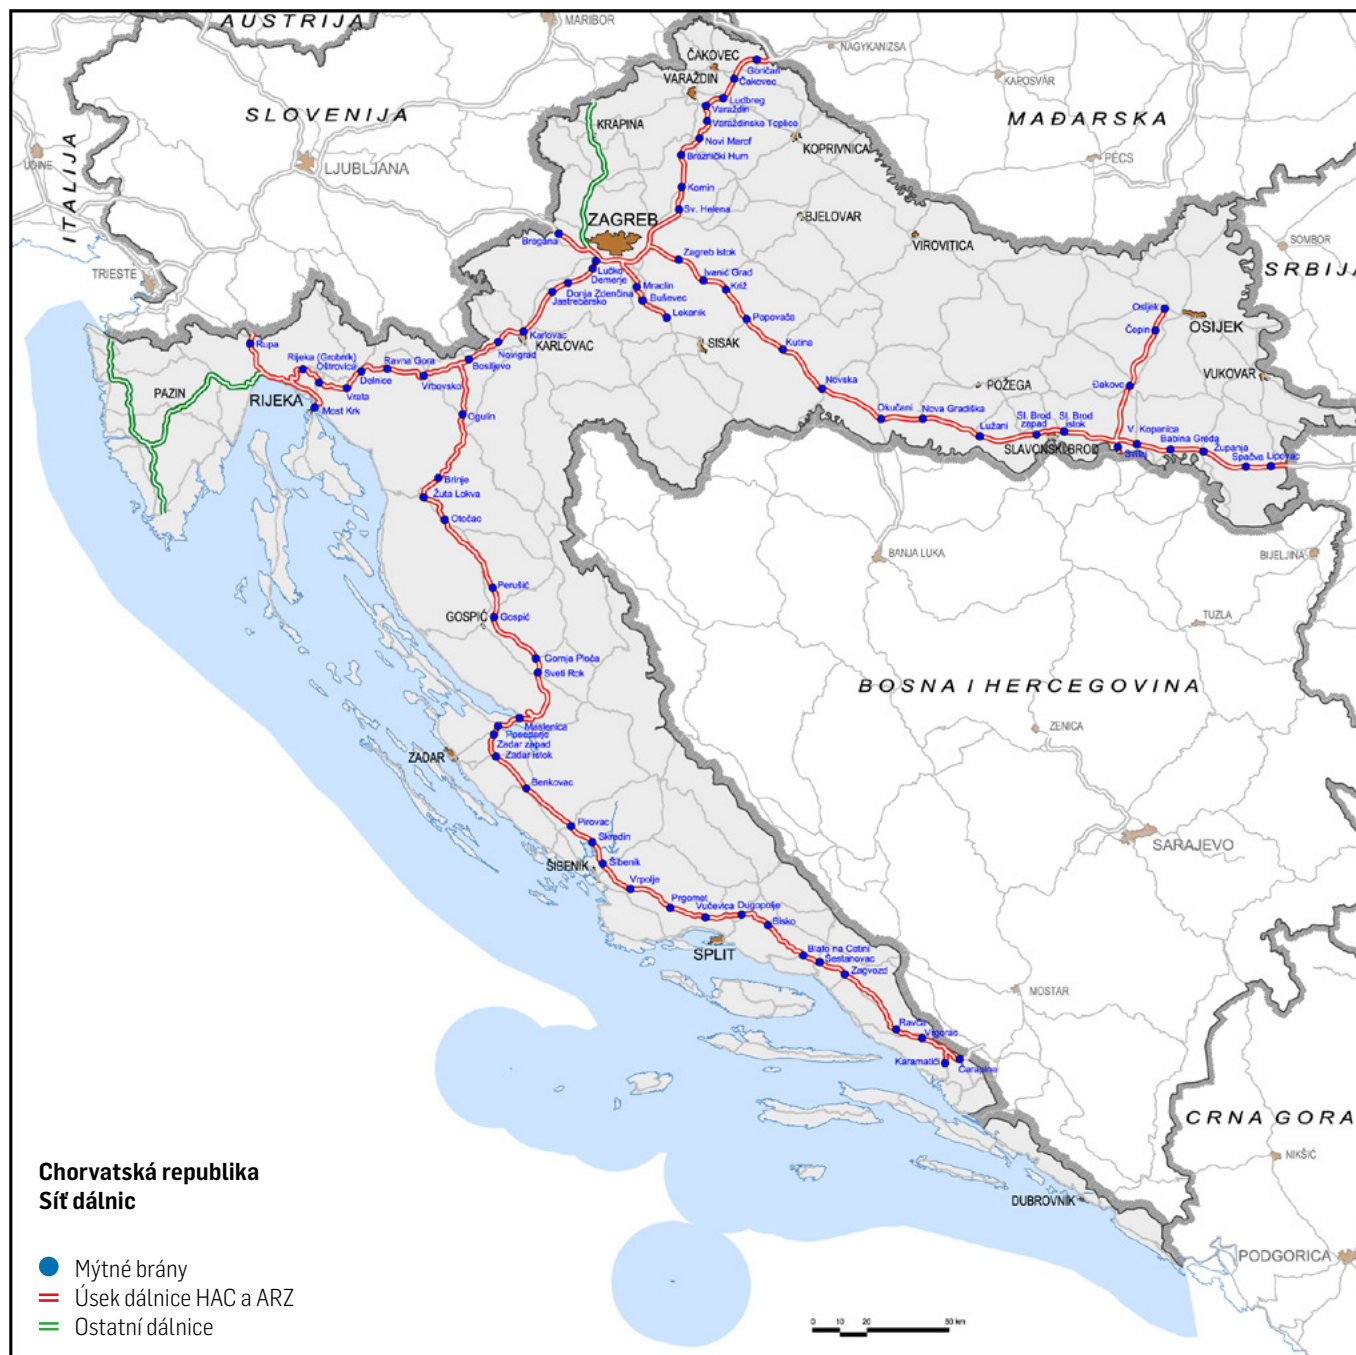 AUSTRIJA
MARIBOR
NAGYKANIZSA
ČAKOVEC
Goričan
VARAŽDIN
Čakovec
KAPOSVÁR
Ludbreg
SLOVENIJA
Varaždin
KRAPINA
Varaždinske Toplice
MAĐARSKA
Novi Marof
KOPRIVNICA
UDINE
ITALIJA
LJUBLJANA
Breznički Hum
PÉCS
Komin
Sv. Helena
ZAGREB
BJELOVAR
VIROVITICA
Bregana
SOMBOR
Zagreb istok
SRBIJA
TRIESTE
Lučko
Demerje
Ivanić Grad
Križ
Mraclin
Donja Zdenčina
Jastrebarsko
Buševec
Lekenik
Popovača
Osijek
OSIJEK
Čepin
Karlovac
KARLOVAC
SISAK
Rupa
Novigrad
Kutina
Rijeka (Grobnik)
Oštrovica
Ravna Gora
Bosiljevo
Delnice
Vrbovsko
VUKOVAR
PAZIN
Vrata
RIJEKA
Novska
POŽEGA
Đakovo
Most Krk
Ogulin
Okučani
Nova Gradiška
Sl. Brod
zapad
Sl. Brod
istok
Lužani
SLAVONSKI BROD
V. Kopanica
Babina Greda
Županja
Sviloj
Spačva
Lipovac
Brinje
Žuta Lokva
Otočac
BANJA LUKA
BIJELJINA
Perušić
GOSPIĆ
Gospić
TUZLA
Gornja Ploča
Sveti Rok
BOSNA I HERCEGOVINA
Maslenica
Posedarje
ZENICA
Zadar zapad
ZADAR
Zadar istok
Benkovac
Pirovac
Skradin
SARAJEVO
ŠIBENIK
Šibenik
Vrpolje
Prgomet
Vučevica
Dugopolje
Bisko
SPLIT
Blato na Cetini
Šestanovac
Zagvozd
MOSTAR
Ravča
Vrgorac
Karamatići
Čarapine
CRNA GORA
NIKŠIĆ
Chorvatská republika
Síť dálnic
DUBROVNIK
PODGORICA
Mýtné brány
Úsek dálnice HAC a ARZ
Ostatní dálnice
0 10 20 50 km